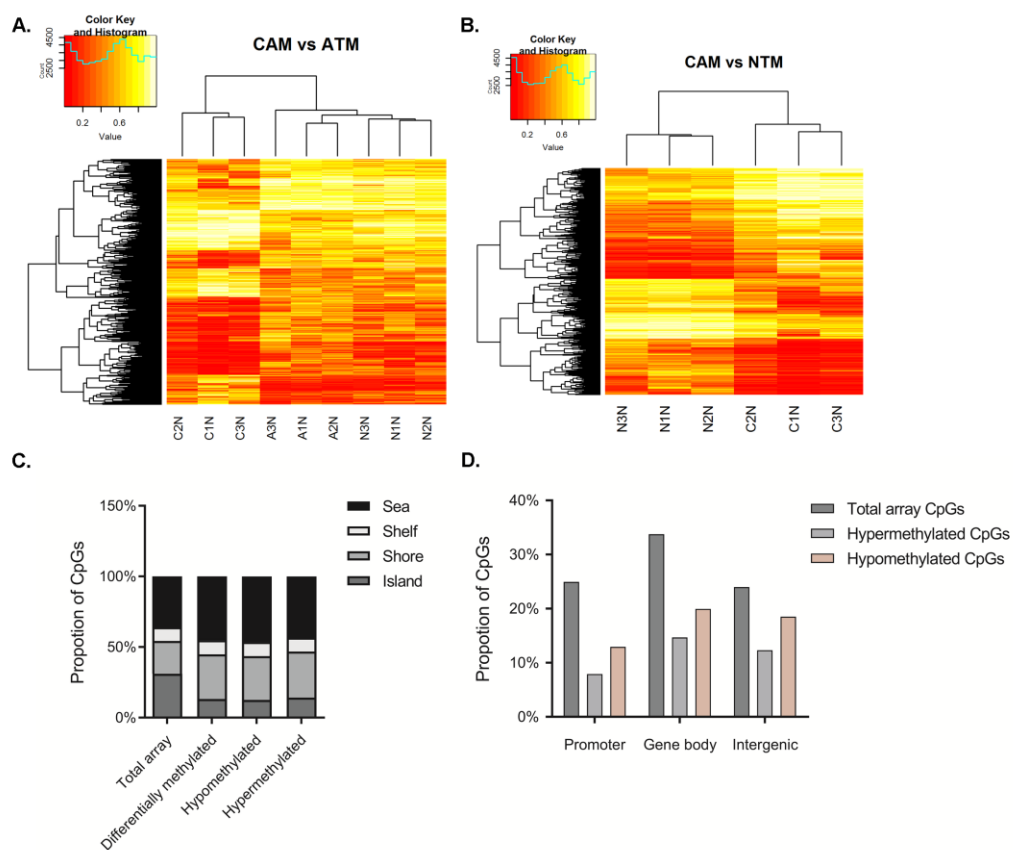 A.
Color Key
and Histogram
Count
2500
4500
0.2 0.6
Value
CAM vs ATM
C2N C1N C3N A3N A1N A2N N3N N1N N2N
B.
Color Key
and Histogram
Count
2500
4500
0.2 0.6
Value
CAM vs NTM
N3N N1N N2N C2N C1N C3N
C.
Propotion of CpGs
150%
100%
50%
0%
Total array
Differentially methylated
Hypomethylated
Hypermethylated
Sea
Shelf
Shore
Island
D.
Propotion of CpGs
40%
30%
20%
10%
0%
Promoter Gene body Intergenic
Total array CpGs
Hypermethylated CpGs
Hypomethylated CpGs